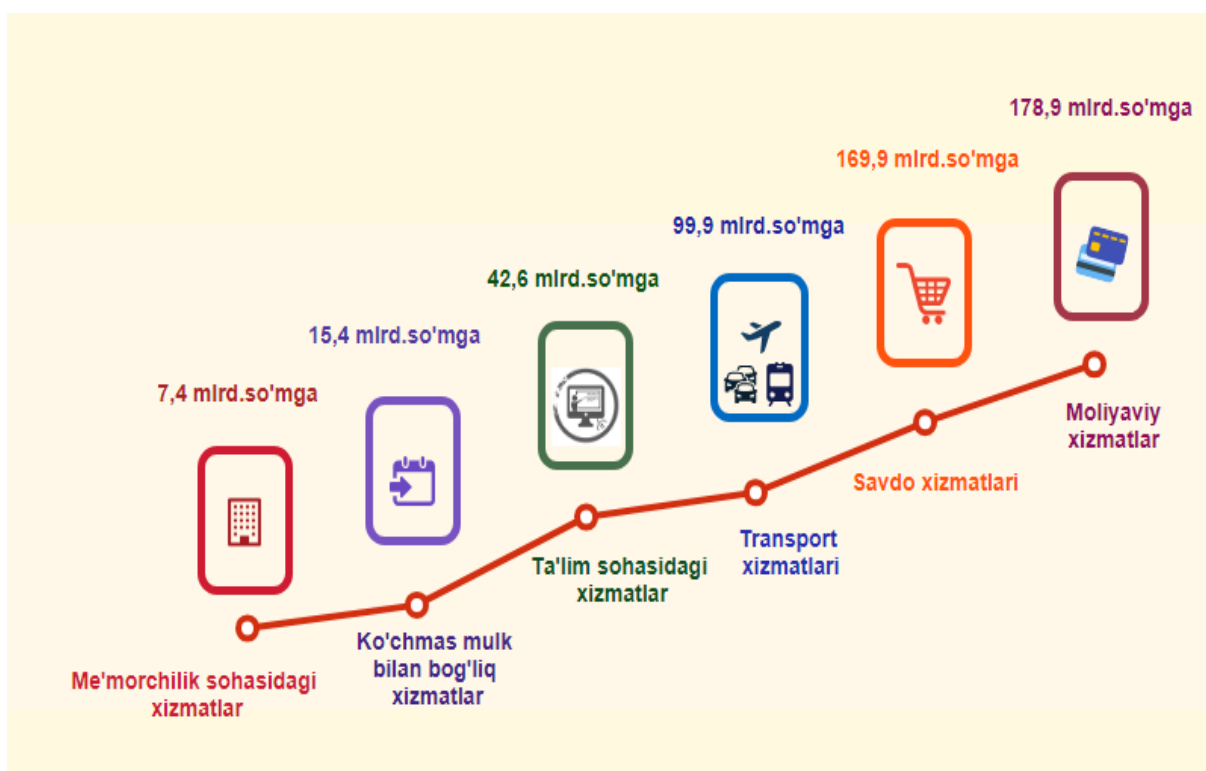 178,9 mlrd.so'mga
169,9 mlrd.so'mga
99,9 mlrd.so'mga
42,6 mlrd.so'mga
15,4 mlrd.so'mga
7,4 mlrd.so'mga
Moliyaviy
xizmatlar
Savdo xizmatlari
Transport
xizmatlari
Ta'lim sohasidagi
xizmatlar
Ko'chmas mulk
bilan bog'liq
xizmatlar
Me'morchilik sohasidagi
xizmatlar